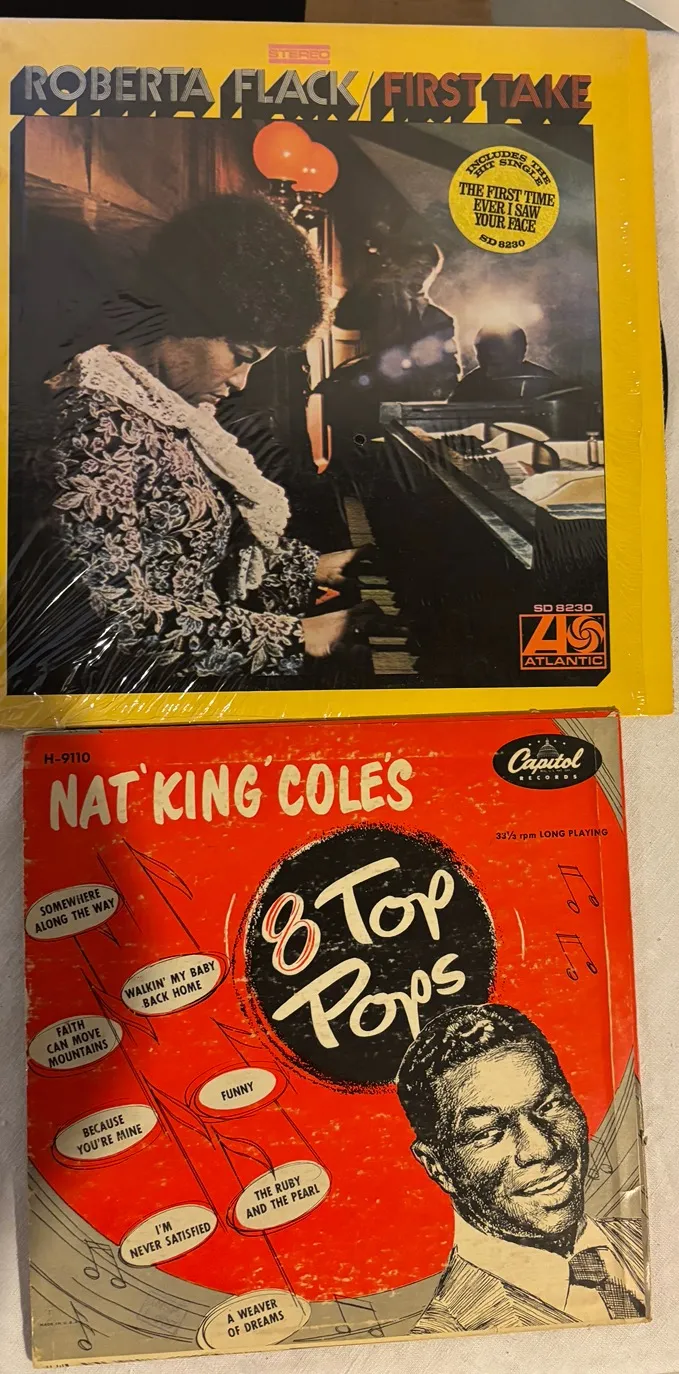 STEREO
ROBERTA FLACK/FIRST TAKE
INCLUDES THE
HIT SINGLE
THE FIRST TIME
EVER I SAW
YOUR FACE
SD 8230
SD 8230
ATLANTIC
H-9110
NAT 'KING' COLE'S
Capitol
RECORDS
33⅓ rpm LONG PLAYING
8 Top
Pops
SOMEWHERE
ALONG THE WAY
WALKIN' MY BABY
BACK HOME
FAITH
CAN MOVE
MOUNTAINS
FUNNY
BECAUSE
YOU'RE MINE
THE RUBY
AND THE PEARL
I'M
NEVER SATISFIED
A WEAVER
OF DREAMS
MADE IN U.S.A.